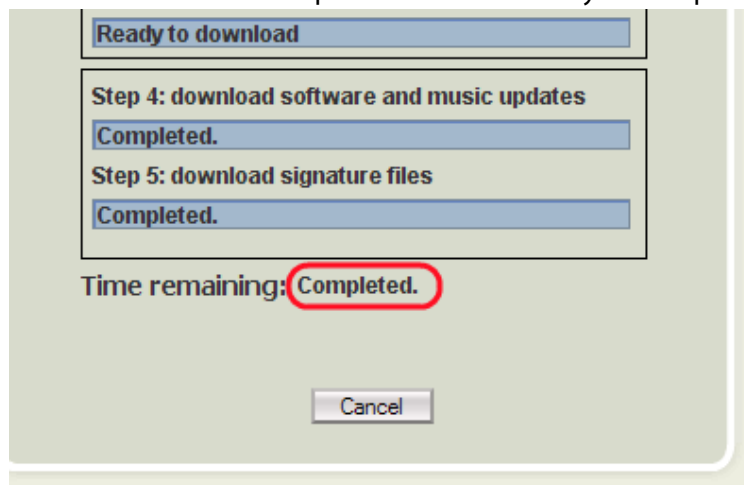 Ready to download
Step 4: download software and music updates
Completed.
Step 5: download signature files
Completed.
Time remaining: Completed.
Cancel